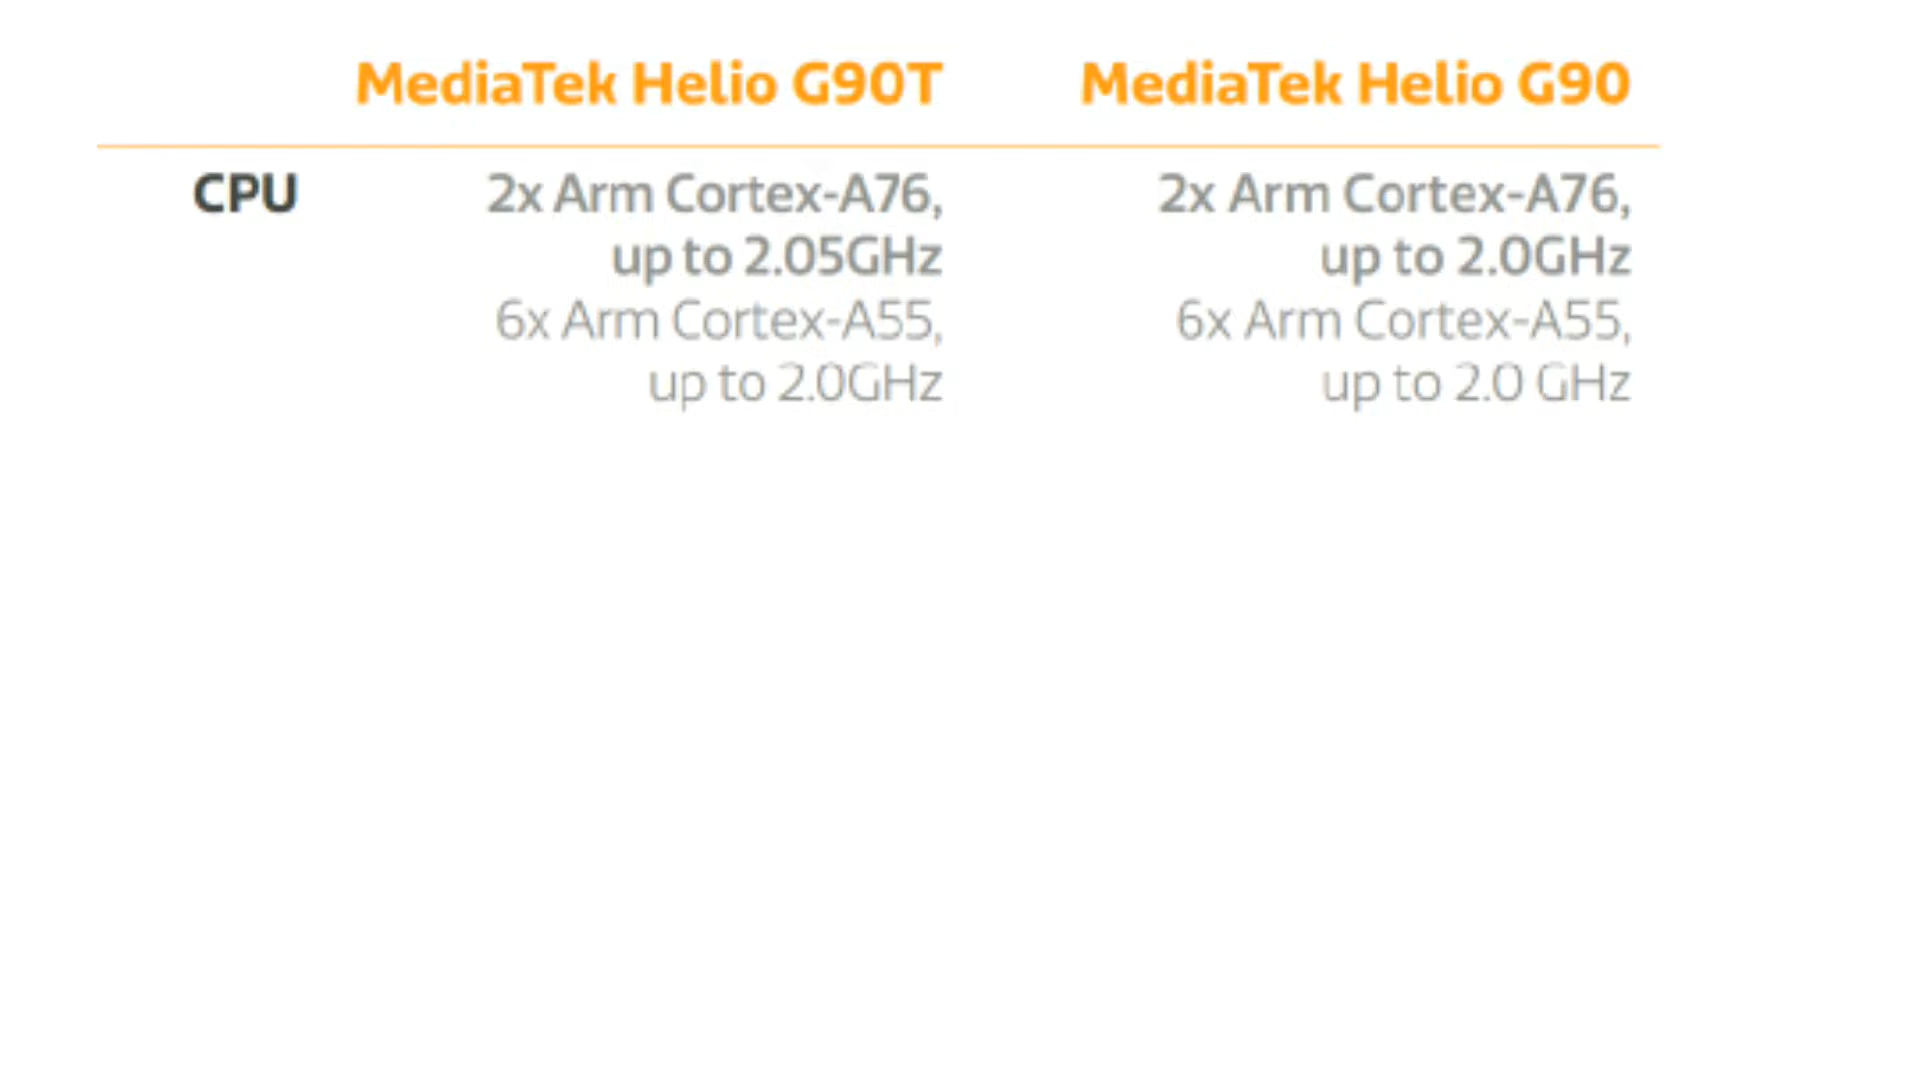 MediaTek Helio G90T MediaTek Helio G90
CPU 2x Arm Cortex-A76, 2x Arm Cortex-A76,
up to 2.05GHz up to 2.0GHz
6x Arm Cortex-A55, 6x Arm Cortex-A55,
up to 2.0GHz up to 2.0 GHz